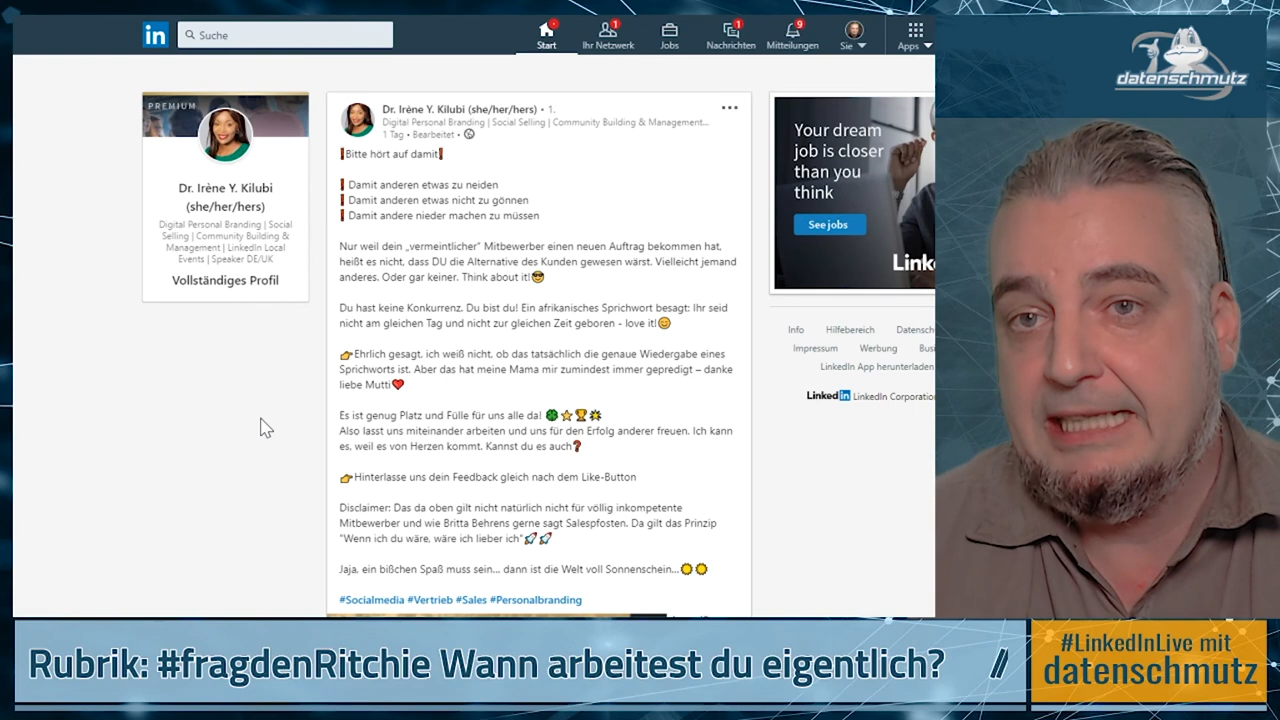 in
Suche
Start
1
Ihr Netzwerk
Jobs
1
Nachrichten
9
Mitteilungen
Sie
Apps
datenschmutz
PREMIUM
Dr. Irène Y. Kilubi
(she/her/hers)
Digital Personal Branding | Social
Selling | Community Building &
Management | LinkedIn Local
Events | Speaker DE/UK
Vollständiges Profil
Dr. Irène Y. Kilubi (she/her/hers) • 1.
Digital Personal Branding | Social Selling | Community Building & Management...
1 Tag • Bearbeitet •
❗Bitte hört auf damit❗
❗ Damit anderen etwas zu neiden
❗ Damit anderen etwas nicht zu gönnen
❗ Damit andere nieder machen zu müssen
Nur weil dein „vermeintlicher" Mitbewerber einen neuen Auftrag bekommen hat,
heißt es nicht, dass DU die Alternative des Kunden gewesen wärst. Vielleicht jemand
anderes. Oder gar keiner. Think about it!😎
Du hast keine Konkurrenz. Du bist du! Ein afrikanisches Sprichwort besagt: Ihr seid
nicht am gleichen Tag und nicht zur gleichen Zeit geboren - love it!😊
👉Ehrlich gesagt, ich weiß nicht, ob das tatsächlich die genaue Wiedergabe eines
Sprichworts ist. Aber das hat meine Mama mir zumindest immer gepredigt – danke
liebe Mutti❤
Es ist genug Platz und Fülle für uns alle da! 🍀⭐🏆🌟
Also lasst uns miteinander arbeiten und uns für den Erfolg anderer freuen. Ich kann
es, weil es von Herzen kommt. Kannst du es auch❓
👉Hinterlasse uns dein Feedback gleich nach dem Like-Button
Disclaimer: Das da oben gilt nicht natürlich nicht für völlig inkompetente
Mitbewerber und wie Britta Behrens gerne sagt Salespfosten. Da gilt das Prinzip
"Wenn ich du wäre, wäre ich lieber ich"🚀🚀
Jaja, ein bißchen Spaß muss sein... dann ist die Welt voll Sonnenschein...🌞🌞
#Socialmedia #Vertrieb #Sales #Personalbranding
Your dream
job is closer
than you
think
See jobs
Link
Info Hilfebereich Datensch
Impressum Werbung Busi
LinkedIn App herunterladen
LinkedIn LinkedIn Corporatio
Rubrik: #fragdenRitchie Wann arbeitest du eigentlich? //
#LinkedInLive mit
datenschmutz